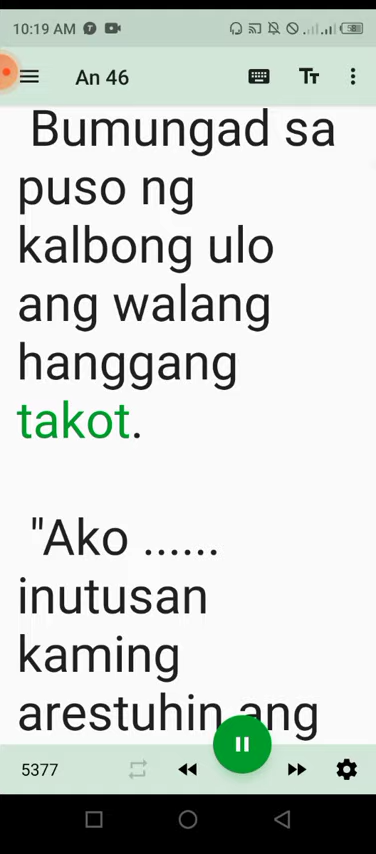 10:19 AM
58
An 46
Bumungad sa
puso ng
kalbong ulo
ang walang
hanggang
takot.
"Ako ......
inutusan
kaming
arestuhin ang
5377